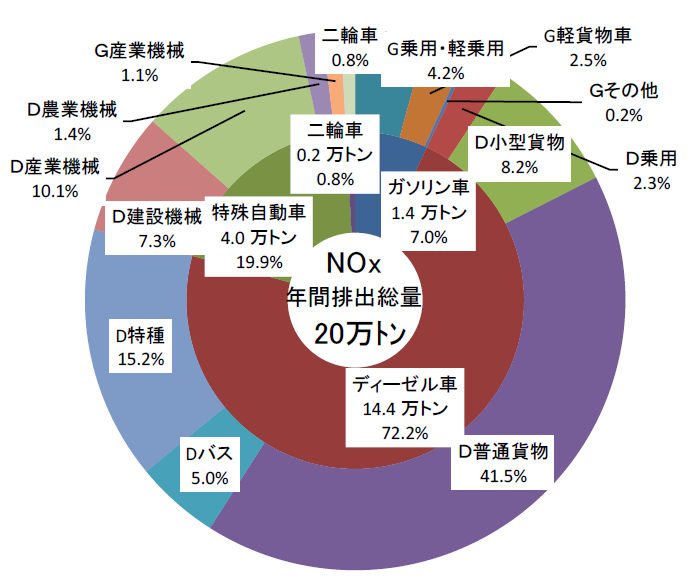 二輪車
0.8%
G乗用・軽乗用
4.2%
G軽貨物車
2.5%
Gその他
0.2%
D乗用
2.3%
D小型貨物
8.2%
G産業機械
1.1%
D農業機械
1.4%
D産業機械
10.1%
D建設機械
7.3%
特殊自動車
4.0 万トン
19.9%
二輪車
0.2 万トン
0.8%
ガソリン車
1.4 万トン
7.0%
NOx
年間排出総量
20万トン
D特種
15.2%
ディーゼル車
14.4 万トン
72.2%
Dバス
5.0%
D普通貨物
41.5%